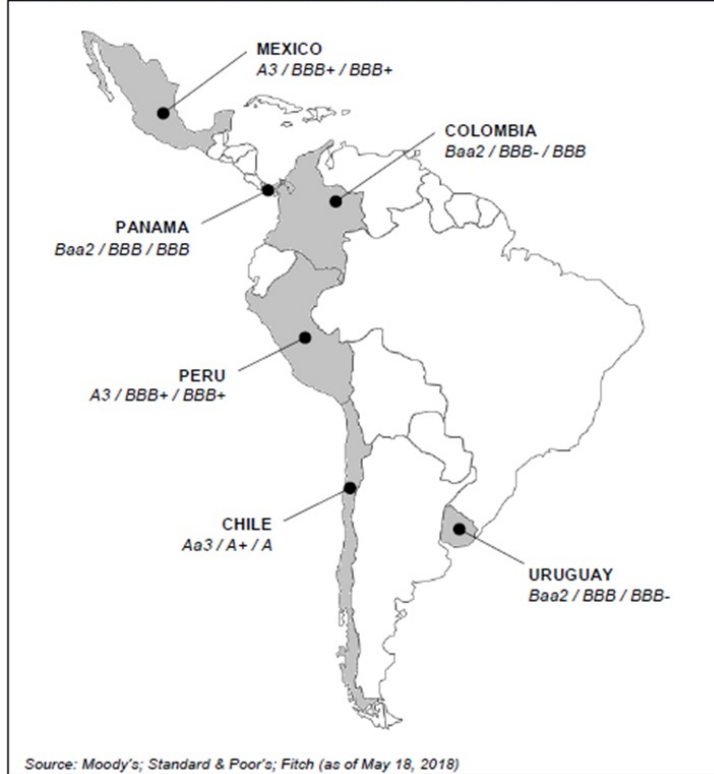 MEXICO
A3 / BBB+ / BBB+
COLOMBIA
Baa2 / BBB- / BBB
PANAMA
Baa2 / BBB / BBB
PERU
A3 / BBB+ / BBB+
CHILE
Aa3 / A+ / A
URUGUAY
Baa2 / BBB / BBB-
Source: Moody's; Standard & Poor's; Fitch (as of May 18, 2018)